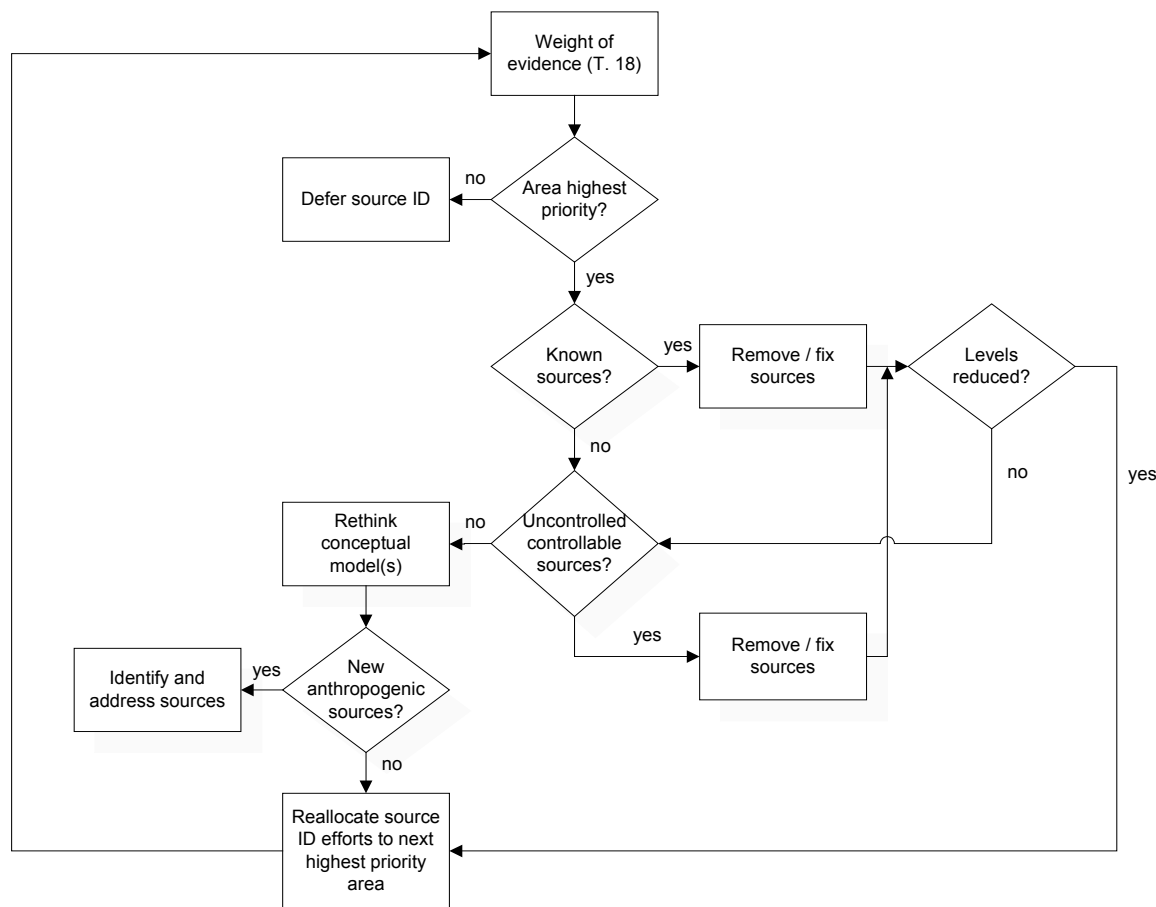 Weight of
evidence (T. 18)
Area highest
priority?
no
Defer source ID
yes
Known
sources?
yes
Remove / fix
sources
Levels
reduced?
no
no
yes
Uncontrolled
controllable
sources?
no
Rethink
conceptual
model(s)
yes
Remove / fix
sources
New
anthropogenic
sources?
yes
Identify and
address sources
no
Reallocate source
ID efforts to next
highest priority
area